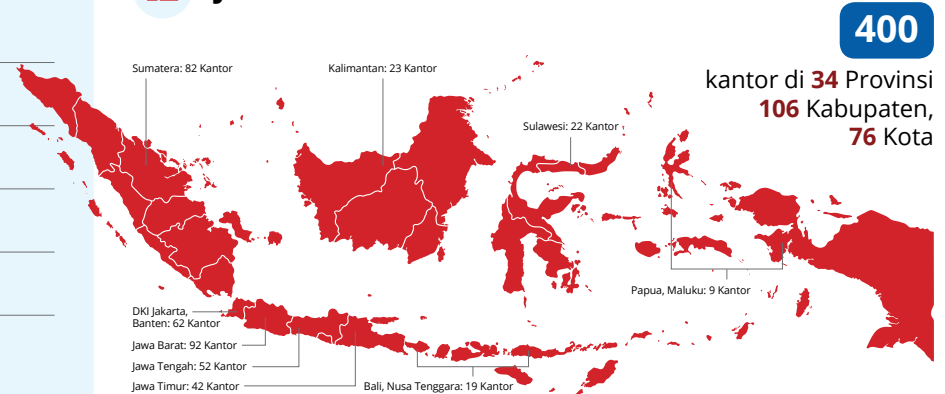 400
kantor di 34 Provinsi
106 Kabupaten,
76 Kota
Sumatera: 82 Kantor
Kalimantan: 23 Kantor
Sulawesi: 22 Kantor
Papua, Maluku: 9 Kantor
DKI Jakarta,
Banten: 62 Kantor
Jawa Barat: 92 Kantor
Jawa Tengah: 52 Kantor
Jawa Timur: 42 Kantor
Bali, Nusa Tenggara: 19 Kantor